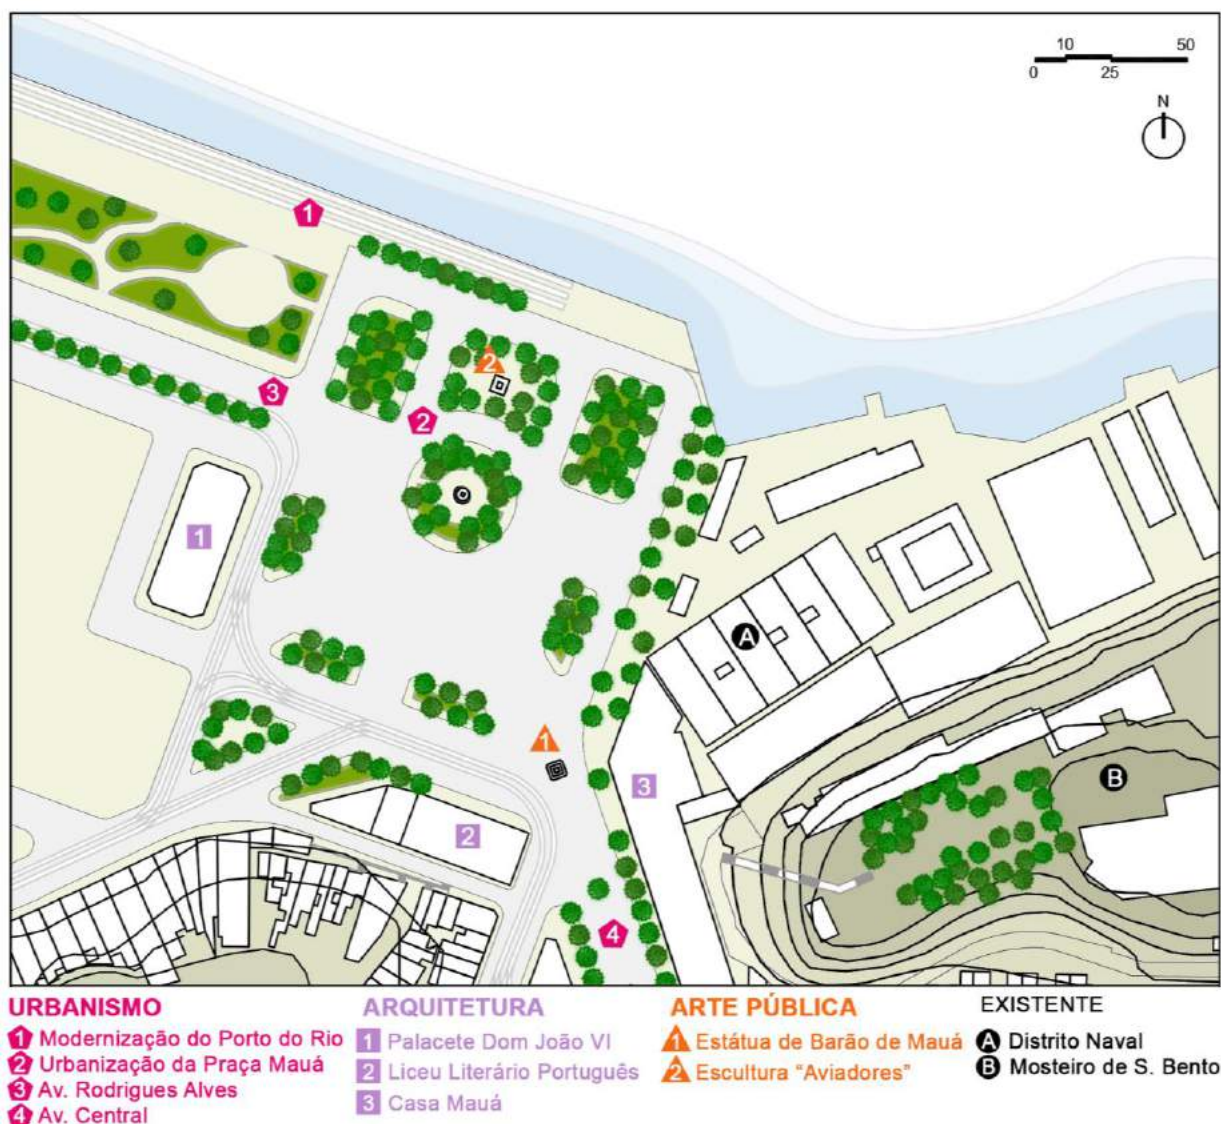 10 50
0 25
N
1
2
2
3
1
A
1
3
B
2
4
URBANISMO
1 Modernização do Porto do Rio
2 Urbanização da Praça Mauá
3 Av. Rodrigues Alves
4 Av. Central
ARQUITETURA
1 Palacete Dom João VI
2 Liceu Literário Português
3 Casa Mauá
ARTE PÚBLICA
1 Estátua de Barão de Mauá
2 Escultura "Aviadores"
EXISTENTE
A Distrito Naval
B Mosteiro de S. Bento